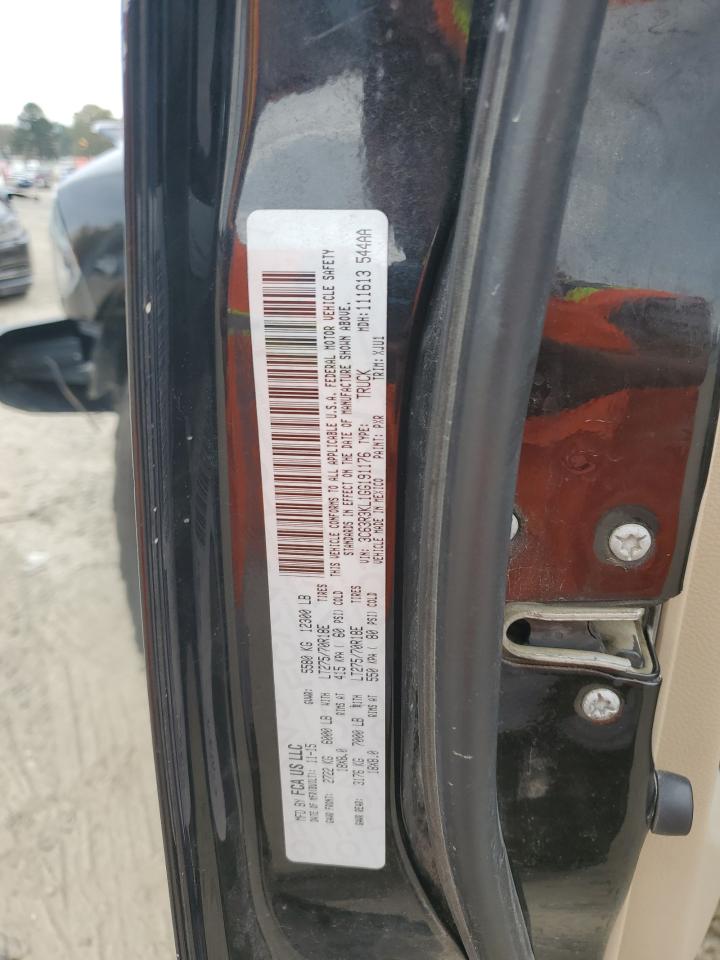 MFD BY FCA US LLC
DATE OF MFR/BUILT: 11-15 GVWR: 5580 KG 12300 LB
GAWR FRONT: 2722 KG 6000 LB WITH LT275/70R18E TIRES
18X8.0 RIMS AT 415 KPA ( 60 PSI) COLD
GAWR REAR: 3176 KG 7000 LB WITH LT275/70R18E TIRES
18X8.0 RIMS AT 550 KPA ( 80 PSI) COLD
THIS VEHICLE CONFORMS TO ALL APPLICABLE U.S.A. FEDERAL MOTOR VEHICLE SAFETY
STANDARDS IN EFFECT ON THE DATE OF MANUFACTURE SHOWN ABOVE.
VIN: 3C63R3KL1GG191176 TYPE: TRUCK MDH: 111613 544AA
VEHICLE MADE IN MEXICO PAINT: PXR TRIM: XJU1